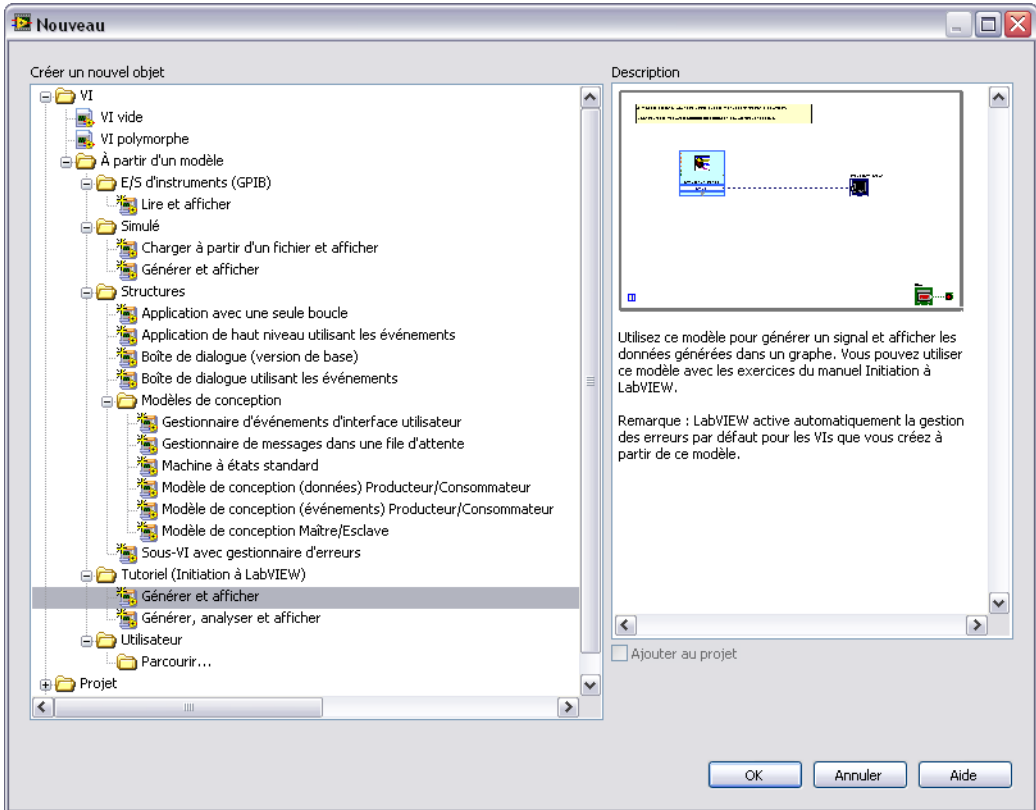 Nouveau
Créer un nouvel objet
VI
VI vide
VI polymorphe
À partir d'un modèle
E/S d'instruments (GPIB)
Lire et afficher
Simulé
Charger à partir d'un fichier et afficher
Générer et afficher
Structures
Application avec une seule boucle
Application de haut niveau utilisant les événements
Boîte de dialogue (version de base)
Boîte de dialogue utilisant les événements
Modèles de conception
Gestionnaire d'événements d'interface utilisateur
Gestionnaire de messages dans une file d'attente
Machine à états standard
Modèle de conception (données) Producteur/Consommateur
Modèle de conception (événements) Producteur/Consommateur
Modèle de conception Maître/Esclave
Sous-VI avec gestionnaire d'erreurs
Tutoriel (Initiation à LabVIEW)
Générer et afficher
Générer, analyser et afficher
Utilisateur
Parcourir...
Projet
Description
Utilisez ce modèle pour générer un signal et afficher les
données générées dans un graphe. Vous pouvez utiliser
ce modèle avec les exercices du manuel Initiation à
LabVIEW.
Remarque : LabVIEW active automatiquement la gestion
des erreurs par défaut pour les VIs que vous créez à
partir de ce modèle.
Ajouter au projet
OK
Annuler
Aide